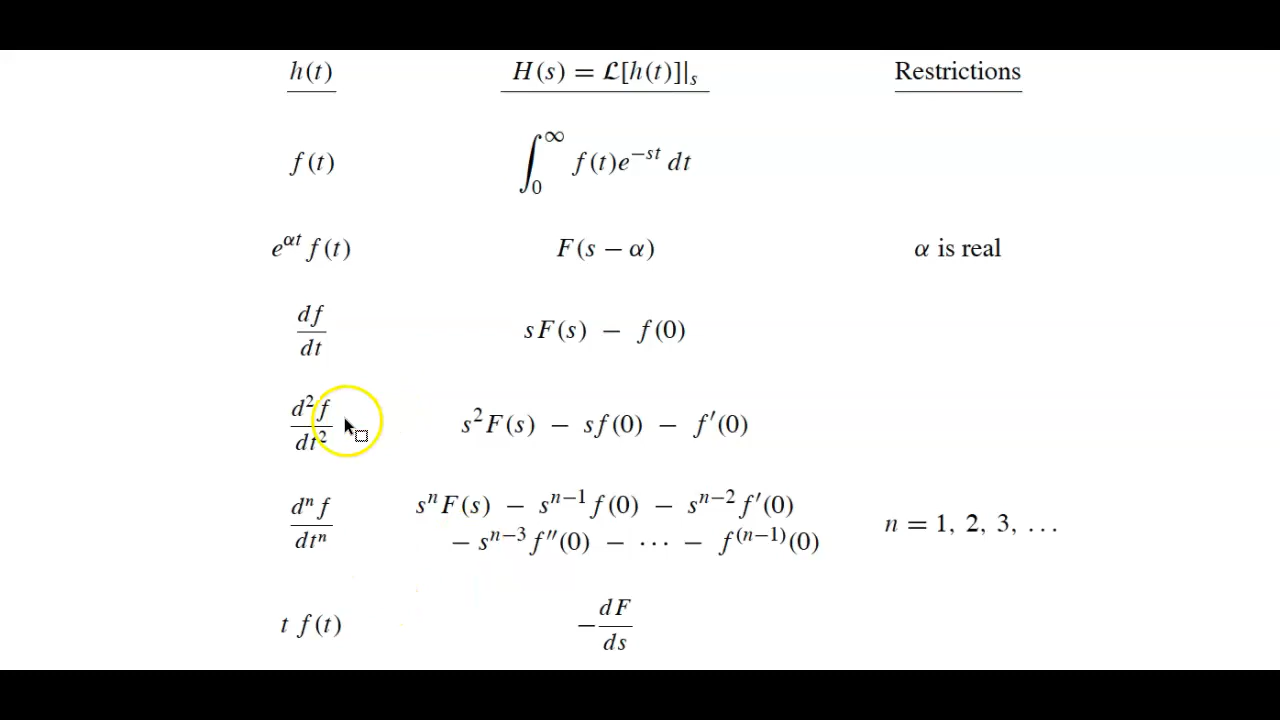 h(t) H(s) = ℒ[h(t)]|ₛ Restrictions
f(t) ∫₀^∞ f(t)e^{−st} dt
e^{αt} f(t) F(s − α) α is real
df/dt sF(s) − f(0)
d²f/dt² s²F(s) − sf(0) − f′(0)
dⁿf/dtⁿ sⁿF(s) − s^{n−1}f(0) − s^{n−2}f′(0)
− s^{n−3}f″(0) − ⋯ − f^{(n−1)}(0) n = 1, 2, 3, …
t f(t) −dF/ds